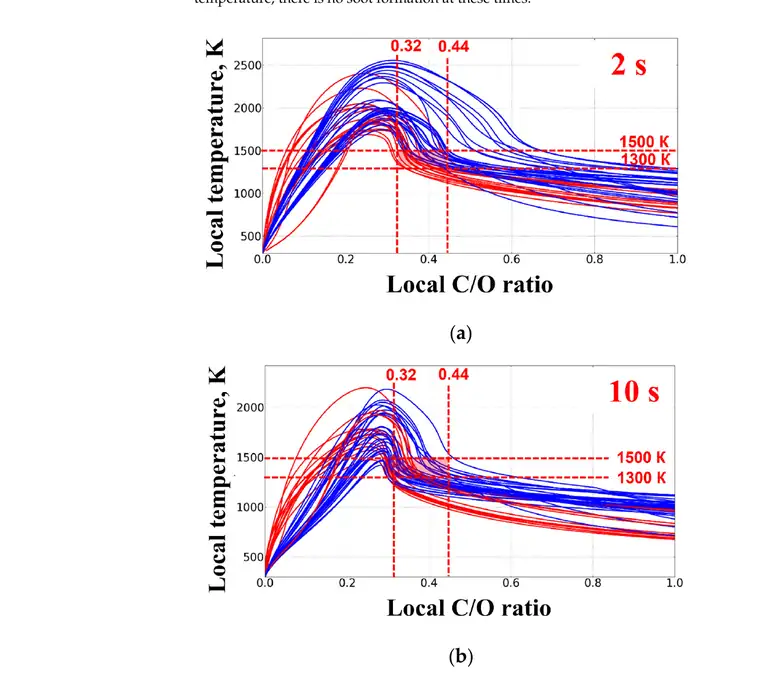 temperature, there is no soot formation at these times.
0.32 0.44
2 s
Local temperature, K
2500
2000
1500
1000
500
1500 K
1300 K
0.0 0.2 0.4 0.6 0.8 1.0
Local C/O ratio
(a)
0.32 0.44
10 s
Local temperature, K
2000
1500
1000
500
1500 K
1300 K
0.0 0.2 0.4 0.6 0.8 1.0
Local C/O ratio
(b)